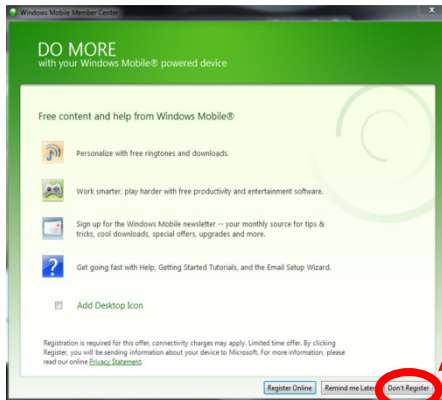 Windows Mobile Member Center
DO MORE
with your Windows Mobile® powered device
Free content and help from Windows Mobile®
Personalize with free ringtones and downloads.
Work smarter, play harder with free productivity and entertainment software.
Sign up for the Windows Mobile newsletter -- your monthly source for tips &
tricks, cool downloads, special offers, upgrades and more.
Get going fast with Help, Getting Started Tutorials, and the Email Setup Wizard.
Add Desktop Icon
Registration is required for this offer, connectivity charges may apply. Limited time offer. By clicking
Register, you will be sending information about your device to Microsoft. For more information, please
read our online Privacy Statement.
Register Online Remind me Later Don't Register